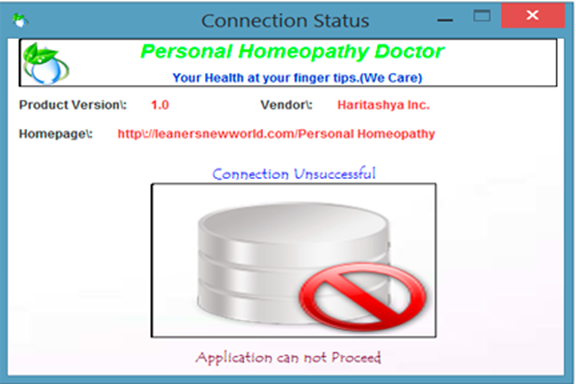 Connection Status
Personal Homeopathy Doctor
Your Health at your finger tips.(We Care)
Product Version\: 1.0 Vendor\: Haritashya Inc.
Homepage\: http\://leanersnewworld.com/Personal Homeopathy
Connection Unsuccessful
Application can not Proceed